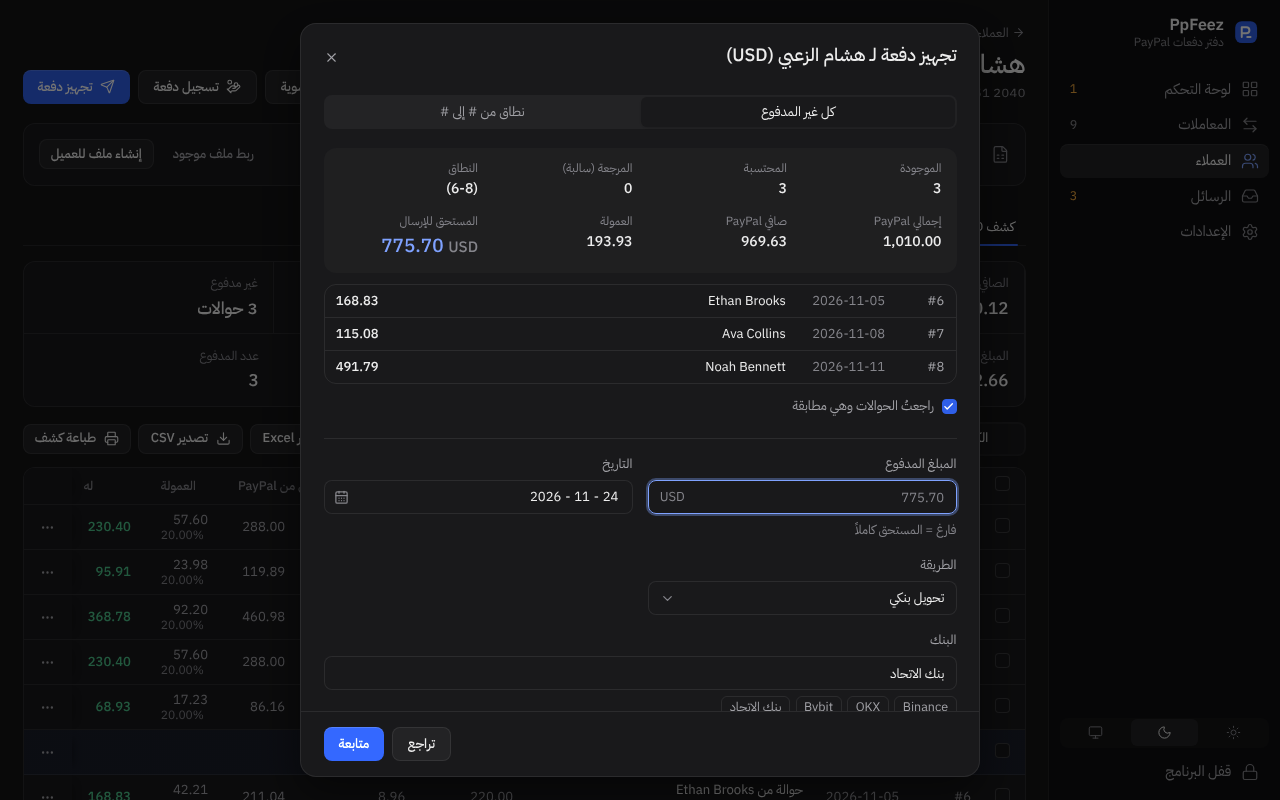 PpFeez
دفتر دفعات PayPal
لوحة التحكم 1
المعاملات 9
العملاء
الرسائل 3
الإعدادات
قفل البرنامج
العملاء
هشا
2040
تسجيل دفعة
تجهيز دفعة
ربط ملف موجود
إنشاء ملف للعميل
كشف
غير مدفوع
3 حوالات
عدد المدفوع
3
تصدير CSV
طباعة كشف
Excel
من PayPal العمولة له
288.00 57.60 230.40
20.00%
119.89 23.98 95.91
20.00%
460.98 92.20 368.78
20.00%
288.00 57.60 230.40
20.00%
86.16 17.23 68.93
20.00%
#6 2026-11-05 حوالة من Ethan Brooks 220.00 8.96 211.04 42.21 168.83
تجهيز دفعة لـ هشام الزعبي (USD)
كل غير المدفوع
نطاق من # إلى #
الموجودة المحتسبة المرجعة (سالبة) النطاق
3 3 0 (6-8)
إجمالي PayPal صافي PayPal العمولة المستحق للإرسال
1,010.00 969.63 193.93 775.70 USD
#6 2026-11-05 Ethan Brooks 168.83
#7 2026-11-08 Ava Collins 115.08
#8 2026-11-11 Noah Bennett 491.79
راجعتُ الحوالات وهي مطابقة
المبلغ المدفوع التاريخ
775.70 USD 24 - 11 - 2026
فارغ = المستحق كاملاً
الطريقة
تحويل بنكي
البنك
بنك الاتحاد
Binance OKX Bybit بنك الاتحاد
تراجع
متابعة